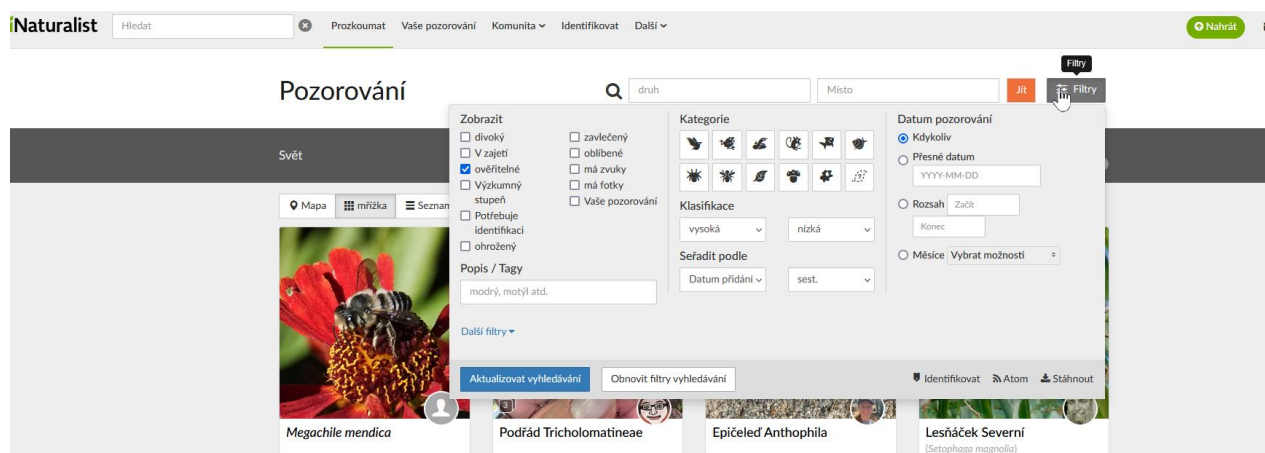 iNaturalist
Hledat
Prozkoumat Vaše pozorování Komunita Identifikovat Další
Nahrát
Filtry
Pozorování
druh
Místo
Jít
Filtry
Svět
Mapa mřížka Seznam
Zobrazit
divoký
V zajetí
ověřitelné
Výzkumný
stupeň
Potřebuje
identifikaci
ohrožený
zavlečený
oblíbené
má zvuky
má fotky
Vaše pozorování
Popis / Tagy
modrý, motýl atd.
Další filtry
Kategorie
Klasifikace
vysoká nízká
Seřadit podle
Datum přidáni sest.
Datum pozorování
Kdykoliv
Přesné datum
YYYY-MM-DD
Rozsah Začít
Konec
Měsíce Vybrat možnosti
Aktualizovat vyhledávání Obnovit filtry vyhledávání
Identifikovat Atom Stáhnout
3
Megachile mendica
Podřád Tricholomatineae
Epičeleď Anthophila
Lesňáček Severní
(Setophaga magnolia)